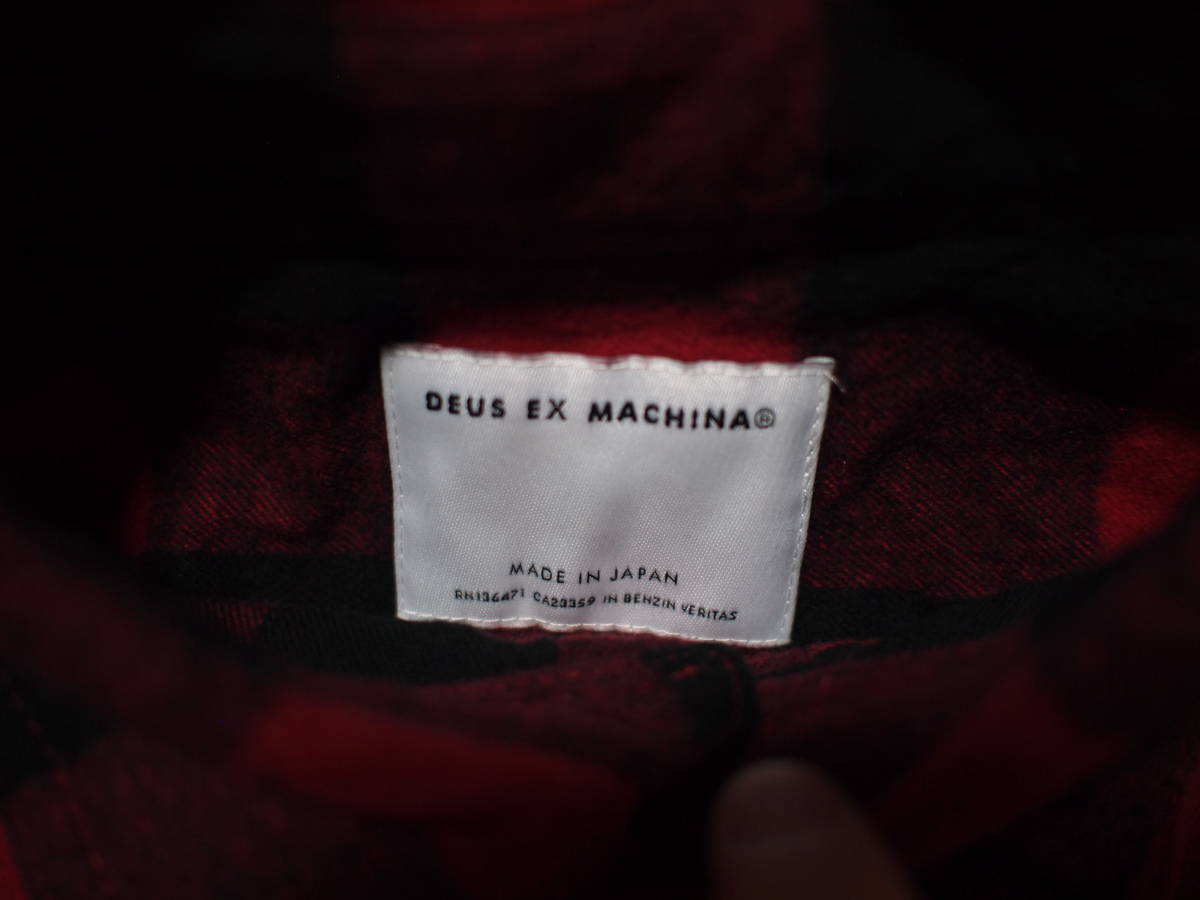 DEUS EX MACHINA®
MADE IN JAPAN
RN136471 CA23359 IN BENZIN VERITAS